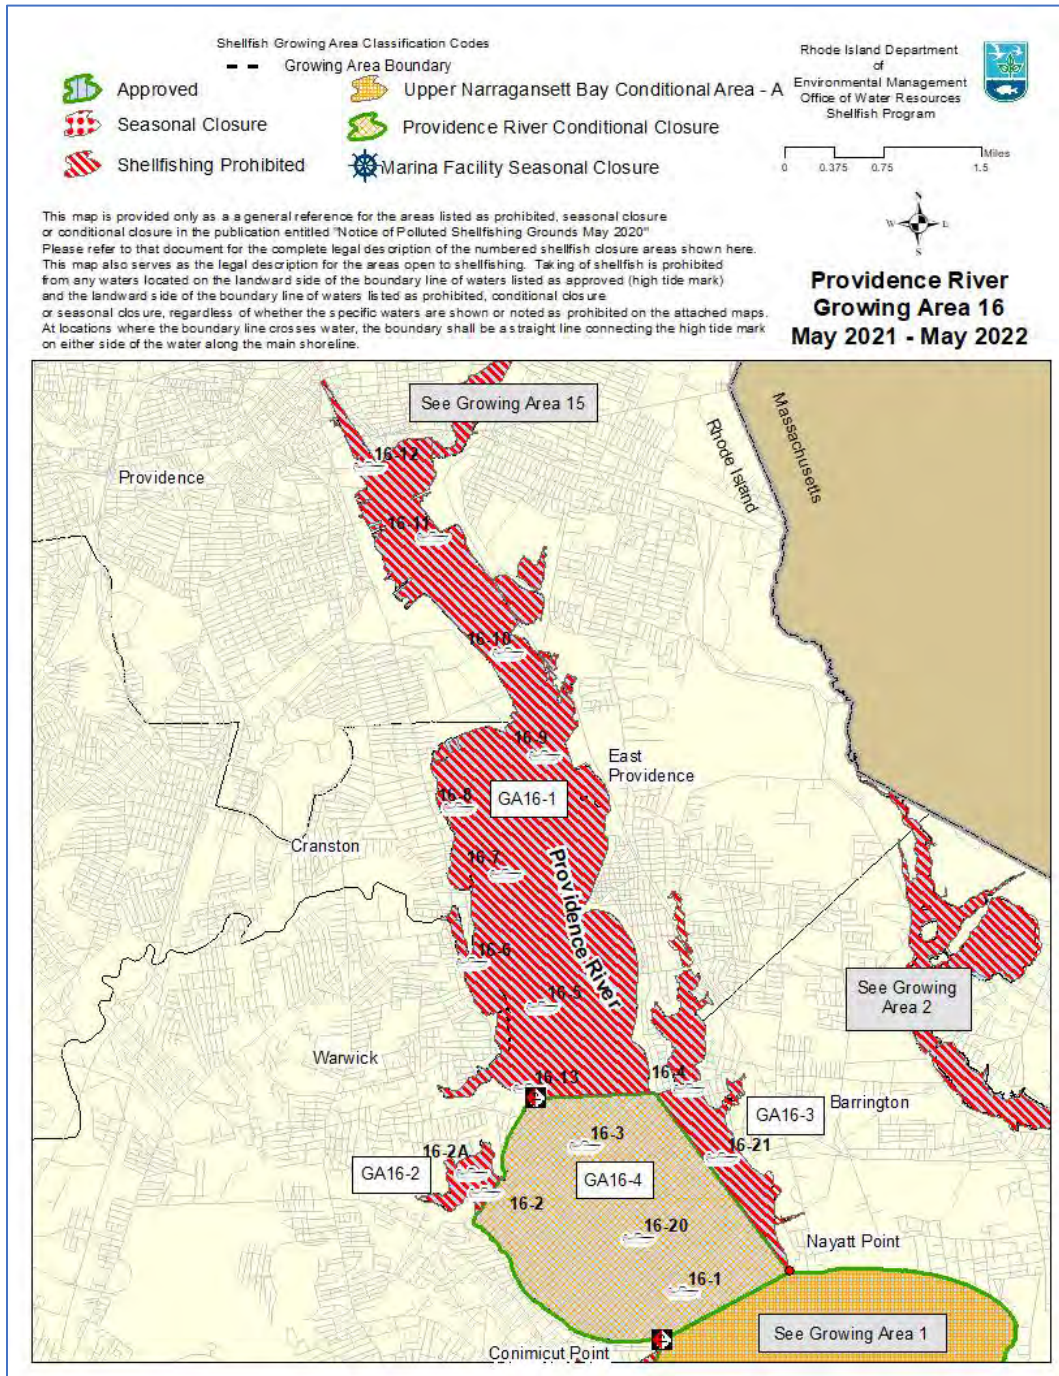 Shellfish Growing Area Classification Codes
Growing Area Boundary
Approved
Seasonal Closure
Shellfishing Prohibited
Upper Narragansett Bay Conditional Area - A
Providence River Conditional Closure
Marina Facility Seasonal Closure
Rhode Island Department
of
Environmental Management
Office of Water Resources
Shellfish Program
Miles
0 0.375 0.75 1.5
N
W E
S
This map is provided only as a a general reference for the areas listed as prohibited, seasonal closure
or conditional closure in the publication entitled "Notice of Polluted Shellfishing Grounds May 2020"
Please refer to that document for the complete legal description of the numbered shellfish closure areas shown here.
This map also serves as the legal description for the areas open to shellfishing. Taking of shellfish is prohibited
from any waters located on the landward side of the boundary line of waters listed as approved (high tide mark)
and the landward side of the boundary line of waters listed as prohibited, conditional closure
or seasonal closure, regardless of whether the specific waters are shown or noted as prohibited on the attached maps.
At locations where the boundary line crosses water, the boundary shall be a straight line connecting the high tide mark
on either side of the water along the main shoreline.
Providence River
Growing Area 16
May 2021 - May 2022
See Growing Area 15
Massachusetts
Rhode Island
16-12
Providence
16-11
16-10
16-9
East
Providence
16-8
GA16-1
Cranston
16-7
Providence River
16-6
See Growing
Area 2
16-5
Warwick
16-4
16-13
Barrington
GA16-3
16-3
16-21
16-2A
GA16-2
GA16-4
16-2
16-20
Nayatt Point
16-1
See Growing Area 1
Conimicut Point